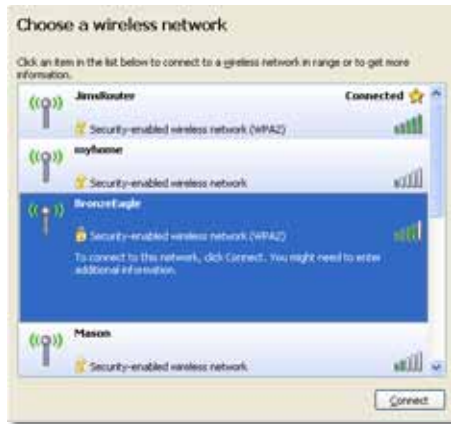 Choose a wireless network
Click an item in the list below to connect to a wireless network in range or to get more
information.
JimsRouter Connected
Security-enabled wireless network (WPA2)
myhome
Security-enabled wireless network
BronzeEagle
Security-enabled wireless network (WPA2)
To connect to this network, click Connect. You might need to enter
additional information.
Mason
Security-enabled wireless network
Connect